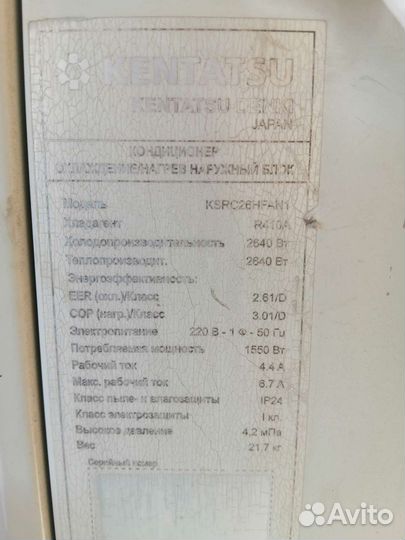 KENTATSU
KENTATSU DENKI
JAPAN
КОНДИЦИОНЕР
ОХЛАЖДЕНИЕ/НАГРЕВ НАРУЖНЫЙ БЛОК
Модель KSRC26HFAN1
Хладагент R410A
Холодопроизводительность 2640 Вт
Теплопроизводит. 2640 Вт
Энергоэффективность:
EER (охл.)/Класс 2.61/D
COP (нагр.)/Класс 3.01/D
Электропитание 220 В - 1 Ф - 50 Гц
Потребляемая мощность 1550 Вт
Рабочий ток 4.4 А
Макс. рабочий ток 6.7 А
Класс пыле- и влагозащиты IP24
Класс электрозащиты I кл.
Высокое давление 4,2 мПа
Вес 21.7 кг
Серийный номер
Avito